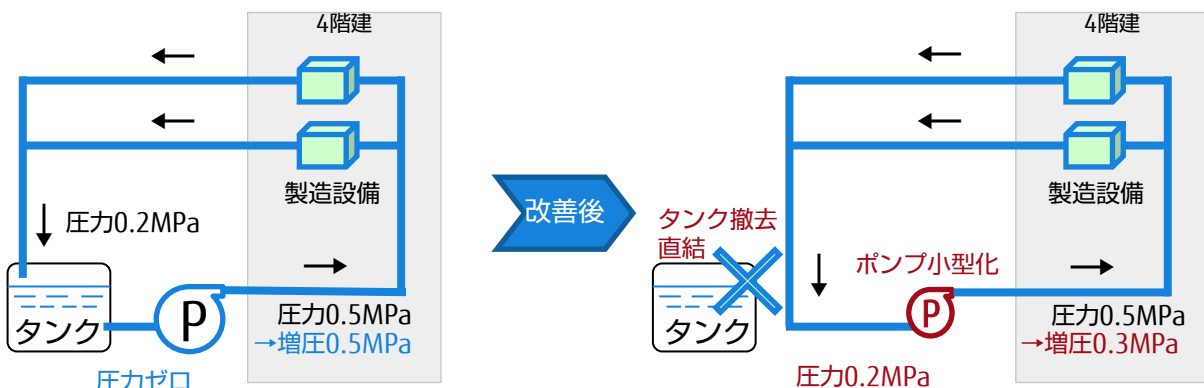 4階建
製造設備
圧力0.2MPa
タンク
P
圧力0.5MPa
→増圧0.5MPa
圧力ゼロ
改善後
4階建
製造設備
タンク撤去
直結
ポンプ小型化
タンク
P
圧力0.5MPa
→増圧0.3MPa
圧力0.2MPa